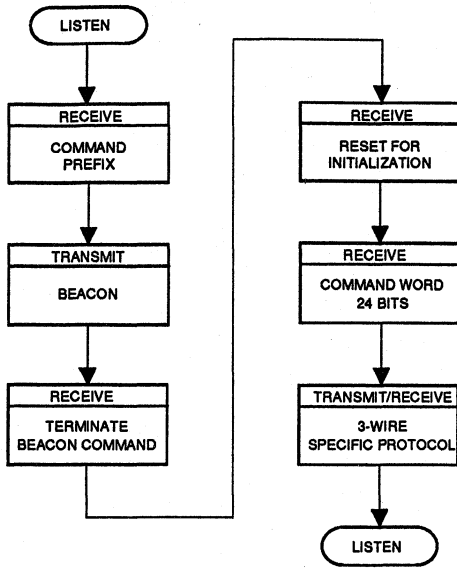 LISTEN
RECEIVE
COMMAND
PREFIX
TRANSMIT
BEACON
RECEIVE
TERMINATE
BEACON COMMAND
RECEIVE
RESET FOR
INITIALIZATION
RECEIVE
COMMAND WORD
24 BITS
TRANSMIT/RECEIVE
3-WIRE
SPECIFIC PROTOCOL
LISTEN